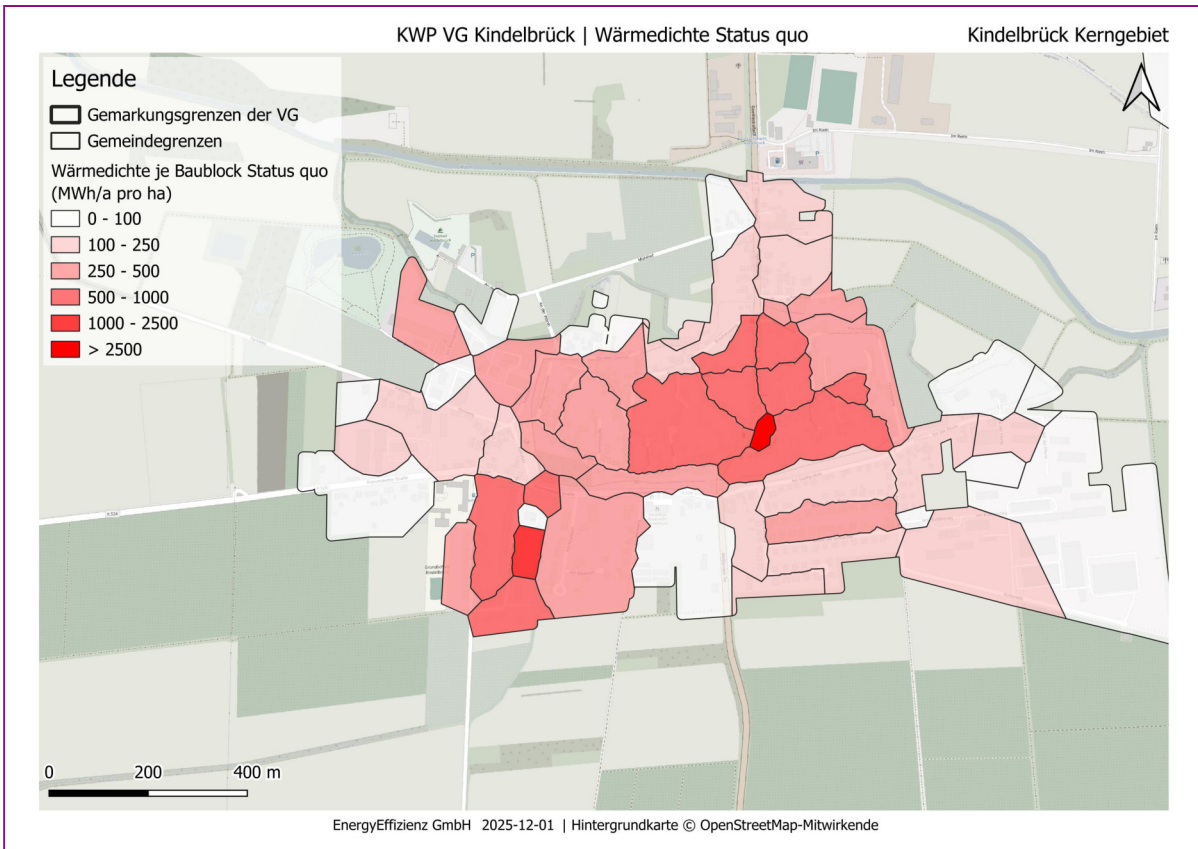 KWP VG Kindelbrück | Wärmedichte Status quo
Kindelbrück Kerngebiet
Legende
Gemarkungsgrenzen der VG
Gemeindegrenzen
Wärmedichte je Baublock Status quo
(MWh/a pro ha)
0 - 100
100 - 250
250 - 500
500 - 1000
1000 - 2500
> 2500
0 200 400 m
EnergyEffizienz GmbH 2025-12-01 | Hintergrundkarte © OpenStreetMap-Mitwirkende